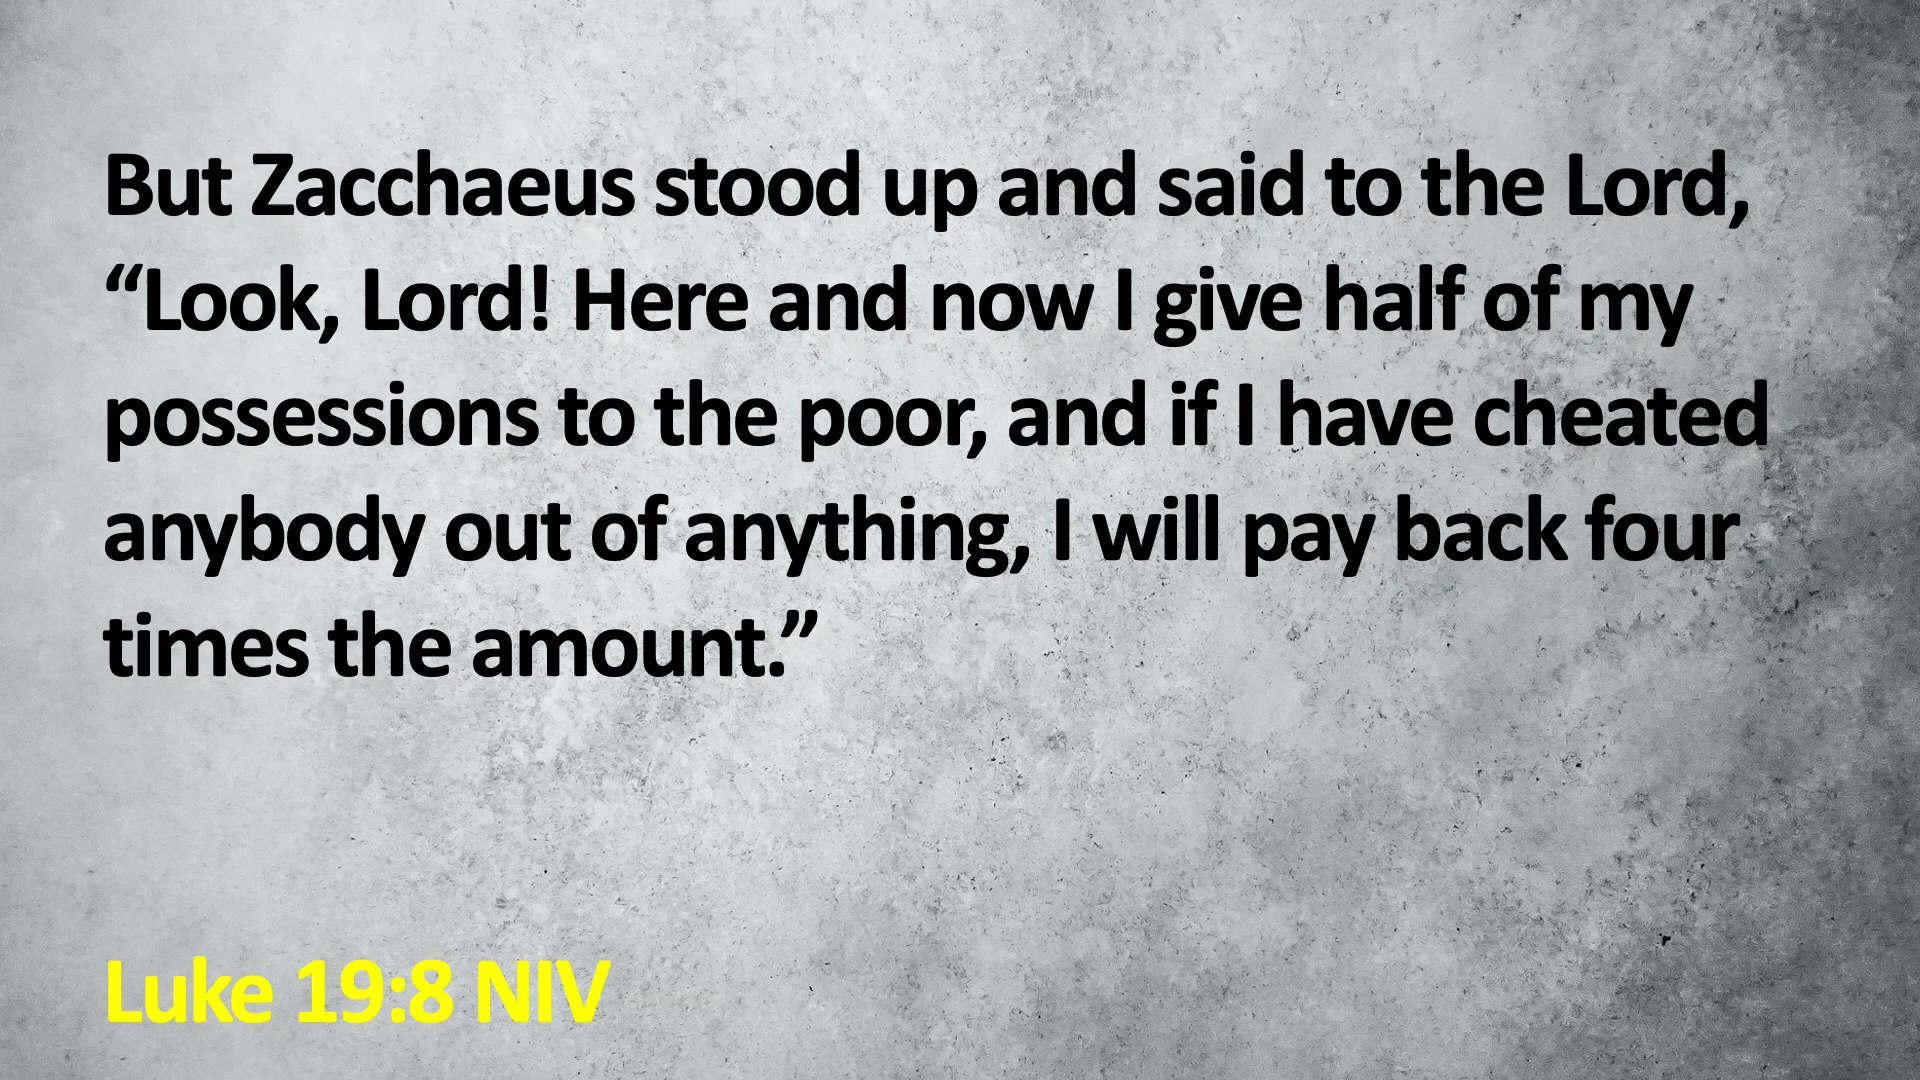 But Zacchaeus stood up and said to the Lord,
“Look, Lord! Here and now I give half of my
possessions to the poor, and if I have cheated
anybody out of anything, I will pay back four
times the amount.”
Luke 19:8 NIV